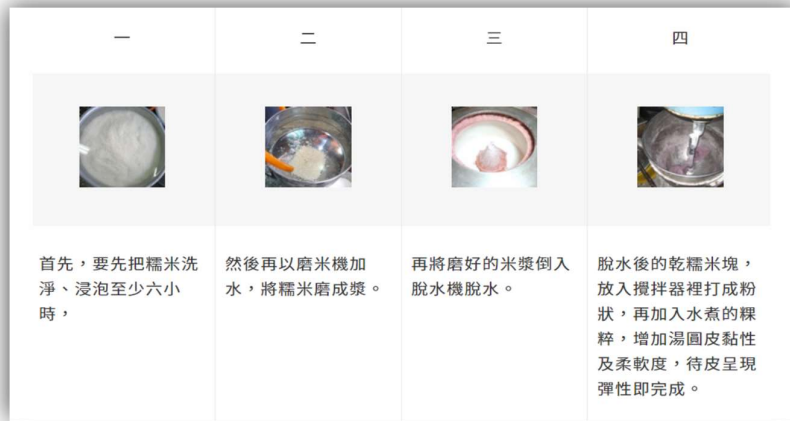 一
二
三
四
首先，要先把糯米洗
淨、浸泡至少六小
時，
然後再以磨米機加
水，將糯米磨成漿。
再將磨好的米漿倒入
脫水機脫水。
脫水後的乾糯米塊，
放入攪拌器裡打成粉
狀，再加入水煮的粿
粹，增加湯圓皮黏性
及柔軟度，待皮呈現
彈性即完成。